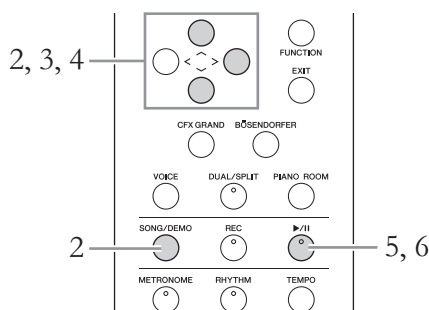 2, 3, 4
FUNCTION
EXIT
CFX GRAND BÖSENDORFER
VOICE DUAL/SPLIT PIANO ROOM
SONG/DEMO REC ▶/II
2
5, 6
METRONOME RHYTHM TEMPO